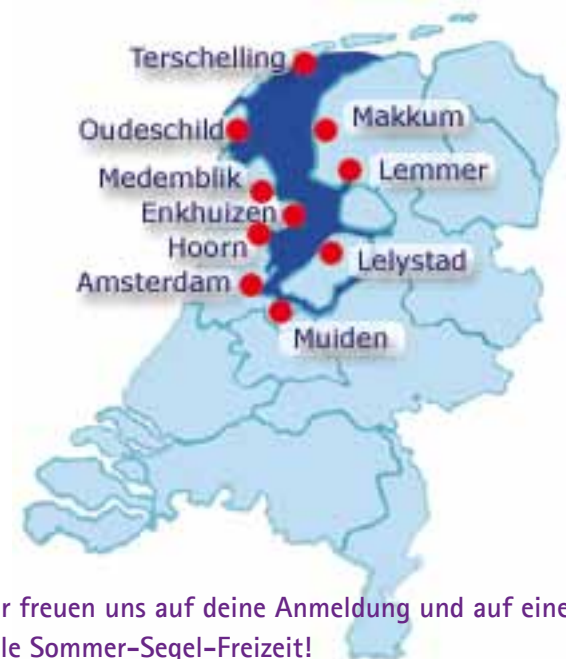 Terschelling
Oudeschild
Makkum
Medemblik
Lemmer
Enkhuizen
Hoorn
Lelystad
Amsterdam
Muiden
r freuen uns auf deine Anmeldung und auf eine
le Sommer-Segel-Freizeit!